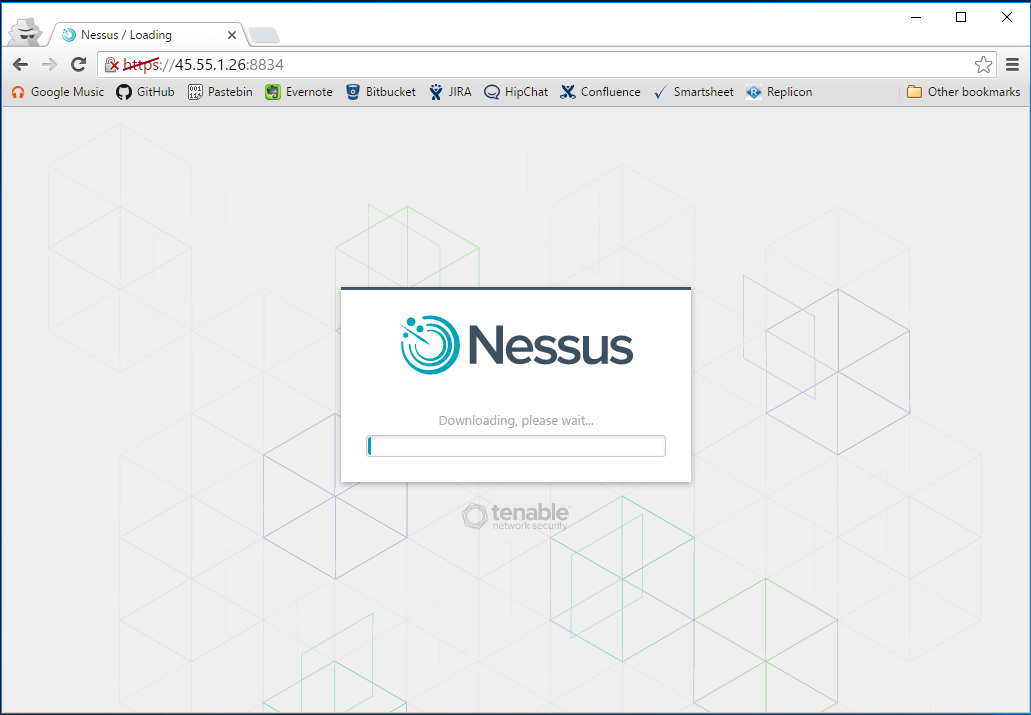 Nessus / Loading
https://45.55.1.26:8834
Google Music GitHub Pastebin Evernote Bitbucket JIRA HipChat Confluence Smartsheet Replicon Other bookmarks
Nessus
Downloading, please wait...
tenable
network security